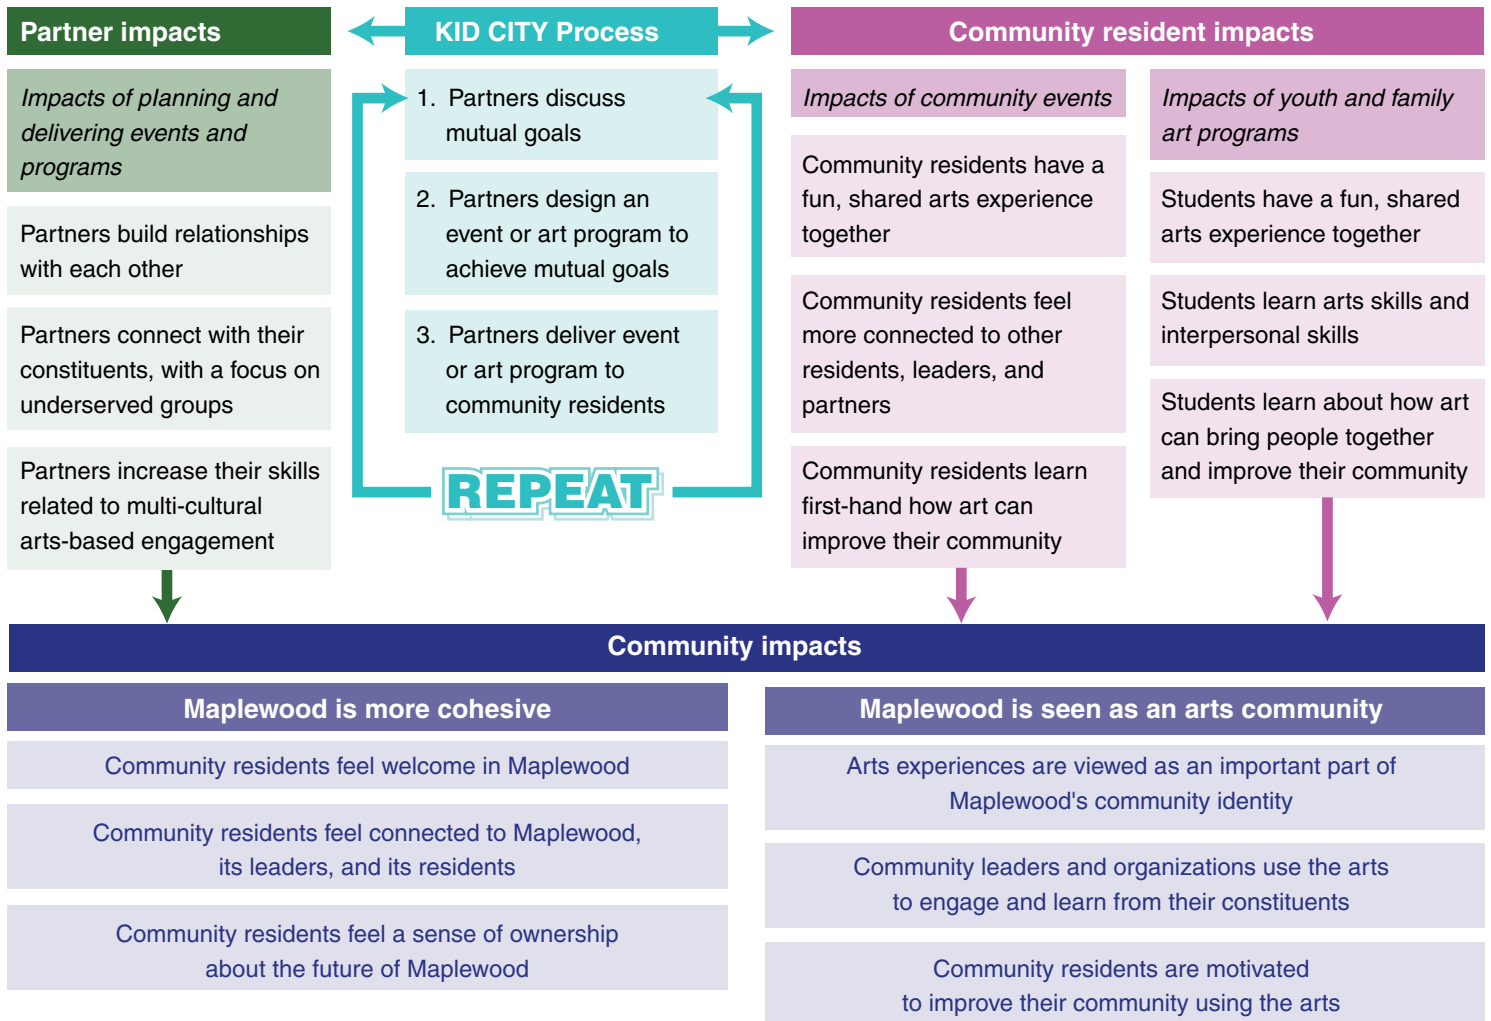 Partner impacts
Impacts of planning and
delivering events and
programs
Partners build relationships
with each other
Partners connect with their
constituents, with a focus on
underserved groups
Partners increase their skills
related to multi-cultural
arts-based engagement
KID CITY Process
1. Partners discuss
mutual goals
2. Partners design an
event or art program to
achieve mutual goals
3. Partners deliver event
or art program to
community residents
REPEAT
Community resident impacts
Impacts of community events
Community residents have a
fun, shared arts experience
together
Community residents feel
more connected to other
residents, leaders, and
partners
Community residents learn
first-hand how art can
improve their community
Impacts of youth and family
art programs
Students have a fun, shared
arts experience together
Students learn arts skills and
interpersonal skills
Students learn about how art
can bring people together
and improve their community
Community impacts
Maplewood is more cohesive
Community residents feel welcome in Maplewood
Community residents feel connected to Maplewood,
its leaders, and its residents
Community residents feel a sense of ownership
about the future of Maplewood
Maplewood is seen as an arts community
Arts experiences are viewed as an important part of
Maplewood's community identity
Community leaders and organizations use the arts
to engage and learn from their constituents
Community residents are motivated
to improve their community using the arts